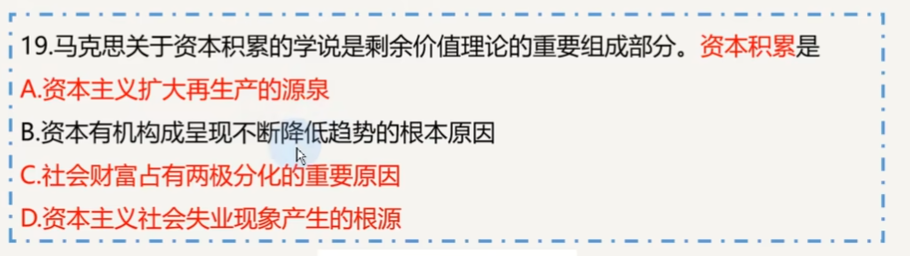 19.马克思关于资本积累的学说是剩余价值理论的重要组成部分。资本积累是
A.资本主义扩大再生产的源泉
B.资本有机构成呈现不断降低趋势的根本原因
C.社会财富占有两极分化的重要原因
D.资本主义社会失业现象产生的根源